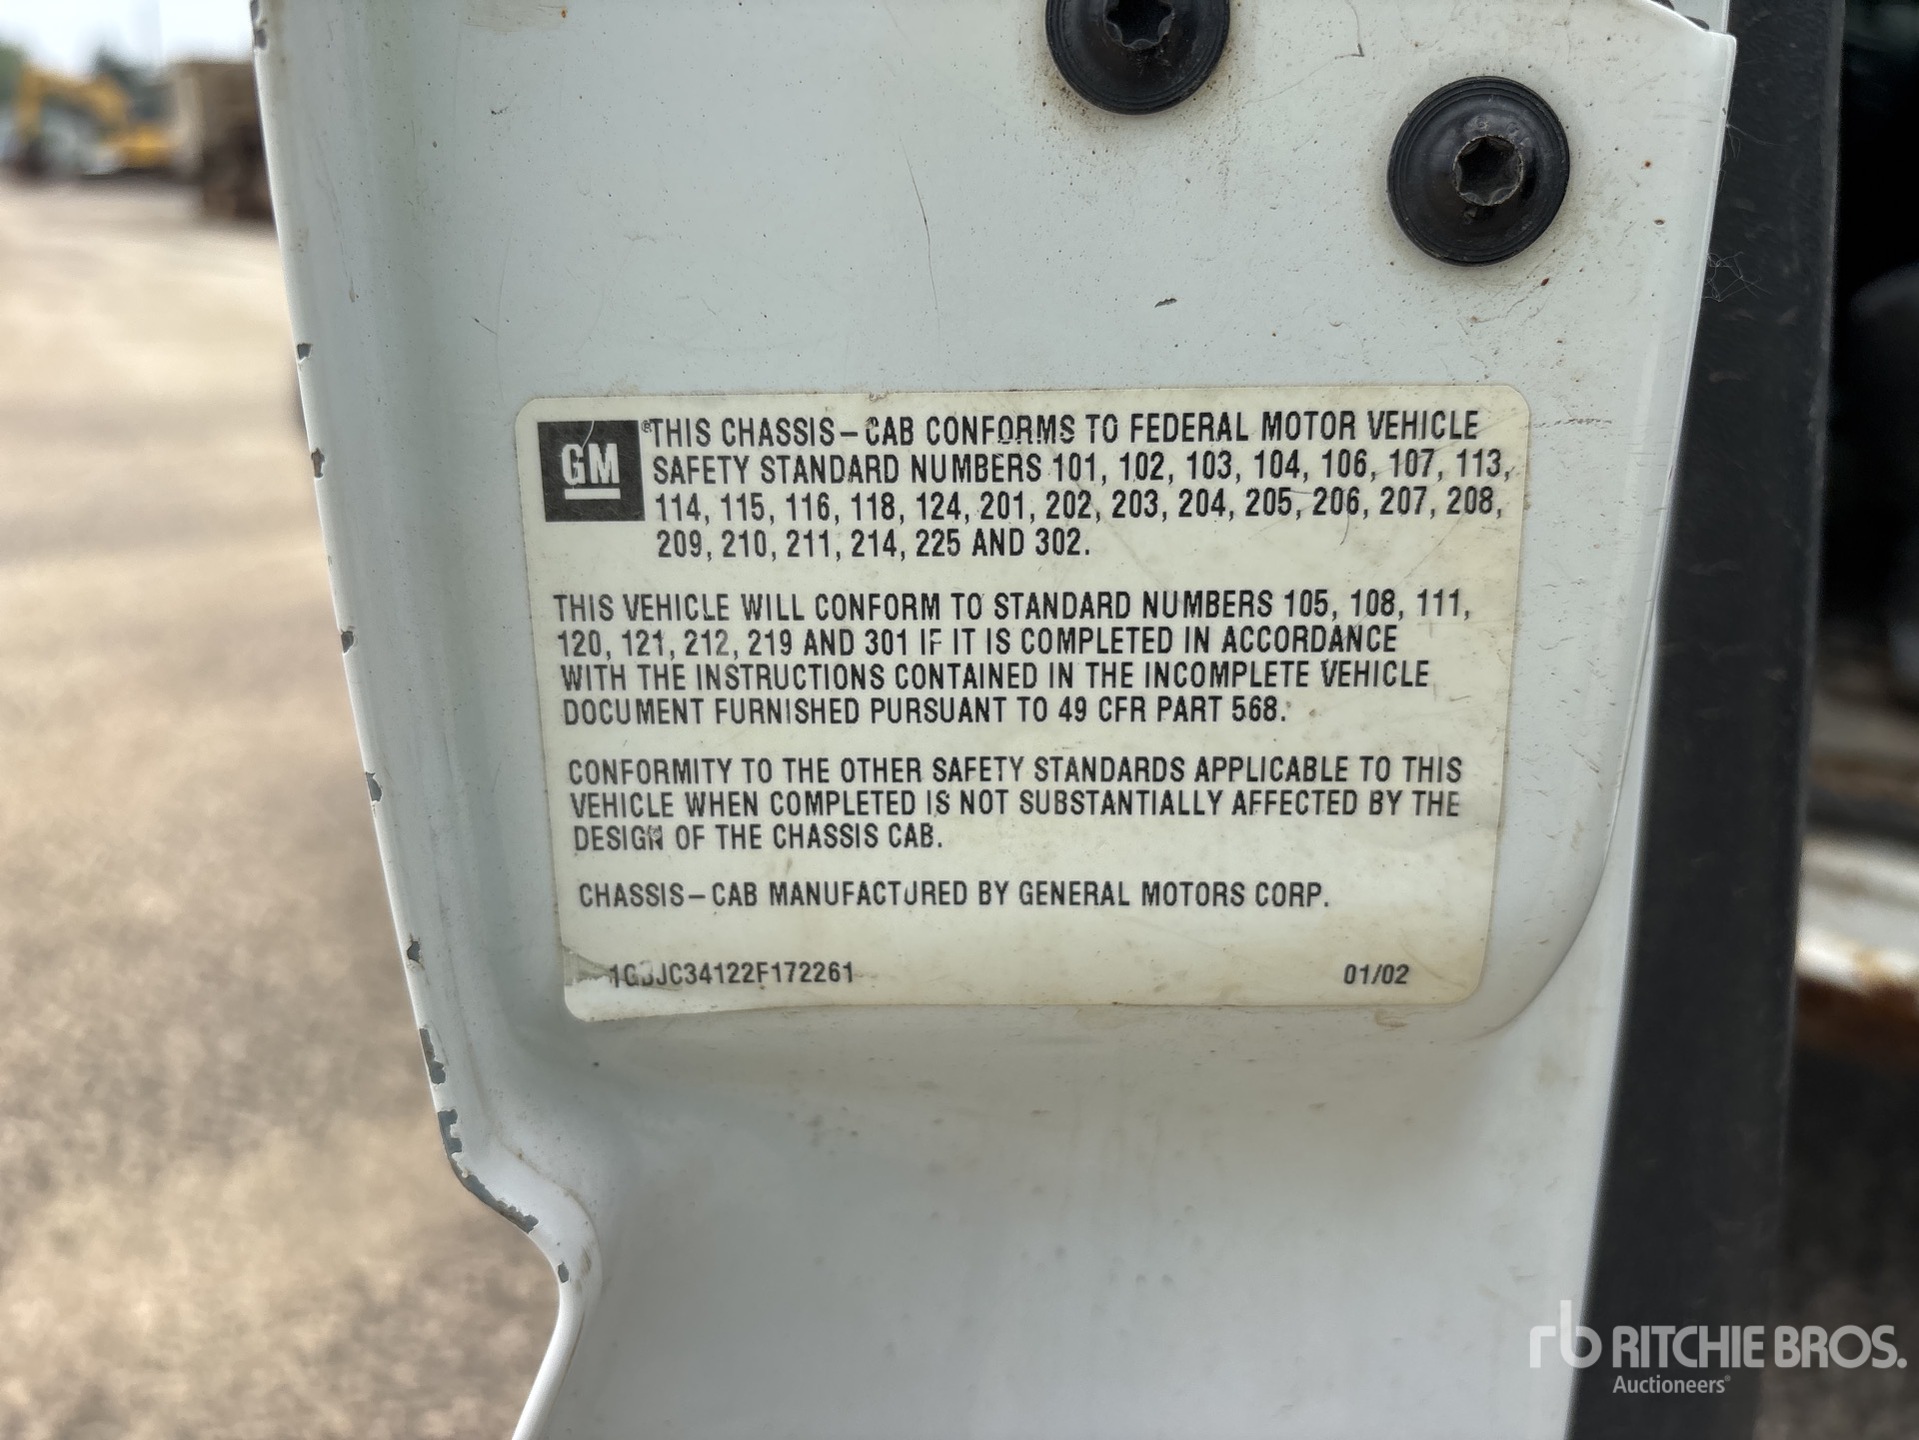 GM
® THIS CHASSIS-CAB CONFORMS TO FEDERAL MOTOR VEHICLE
SAFETY STANDARD NUMBERS 101, 102, 103, 104, 106, 107, 113,
114, 115, 116, 118, 124, 201, 202, 203, 204, 205, 206, 207, 208,
209, 210, 211, 214, 225 AND 302.
THIS VEHICLE WILL CONFORM TO STANDARD NUMBERS 105, 108, 111,
120, 121, 212, 219 AND 301 IF IT IS COMPLETED IN ACCORDANCE
WITH THE INSTRUCTIONS CONTAINED IN THE INCOMPLETE VEHICLE
DOCUMENT FURNISHED PURSUANT TO 49 CFR PART 568.
CONFORMITY TO THE OTHER SAFETY STANDARDS APPLICABLE TO THIS
VEHICLE WHEN COMPLETED IS NOT SUBSTANTIALLY AFFECTED BY THE
DESIGN OF THE CHASSIS CAB.
CHASSIS-CAB MANUFACTURED BY GENERAL MOTORS CORP.
01/02
rb RITCHIE BROS.
Auctioneers®